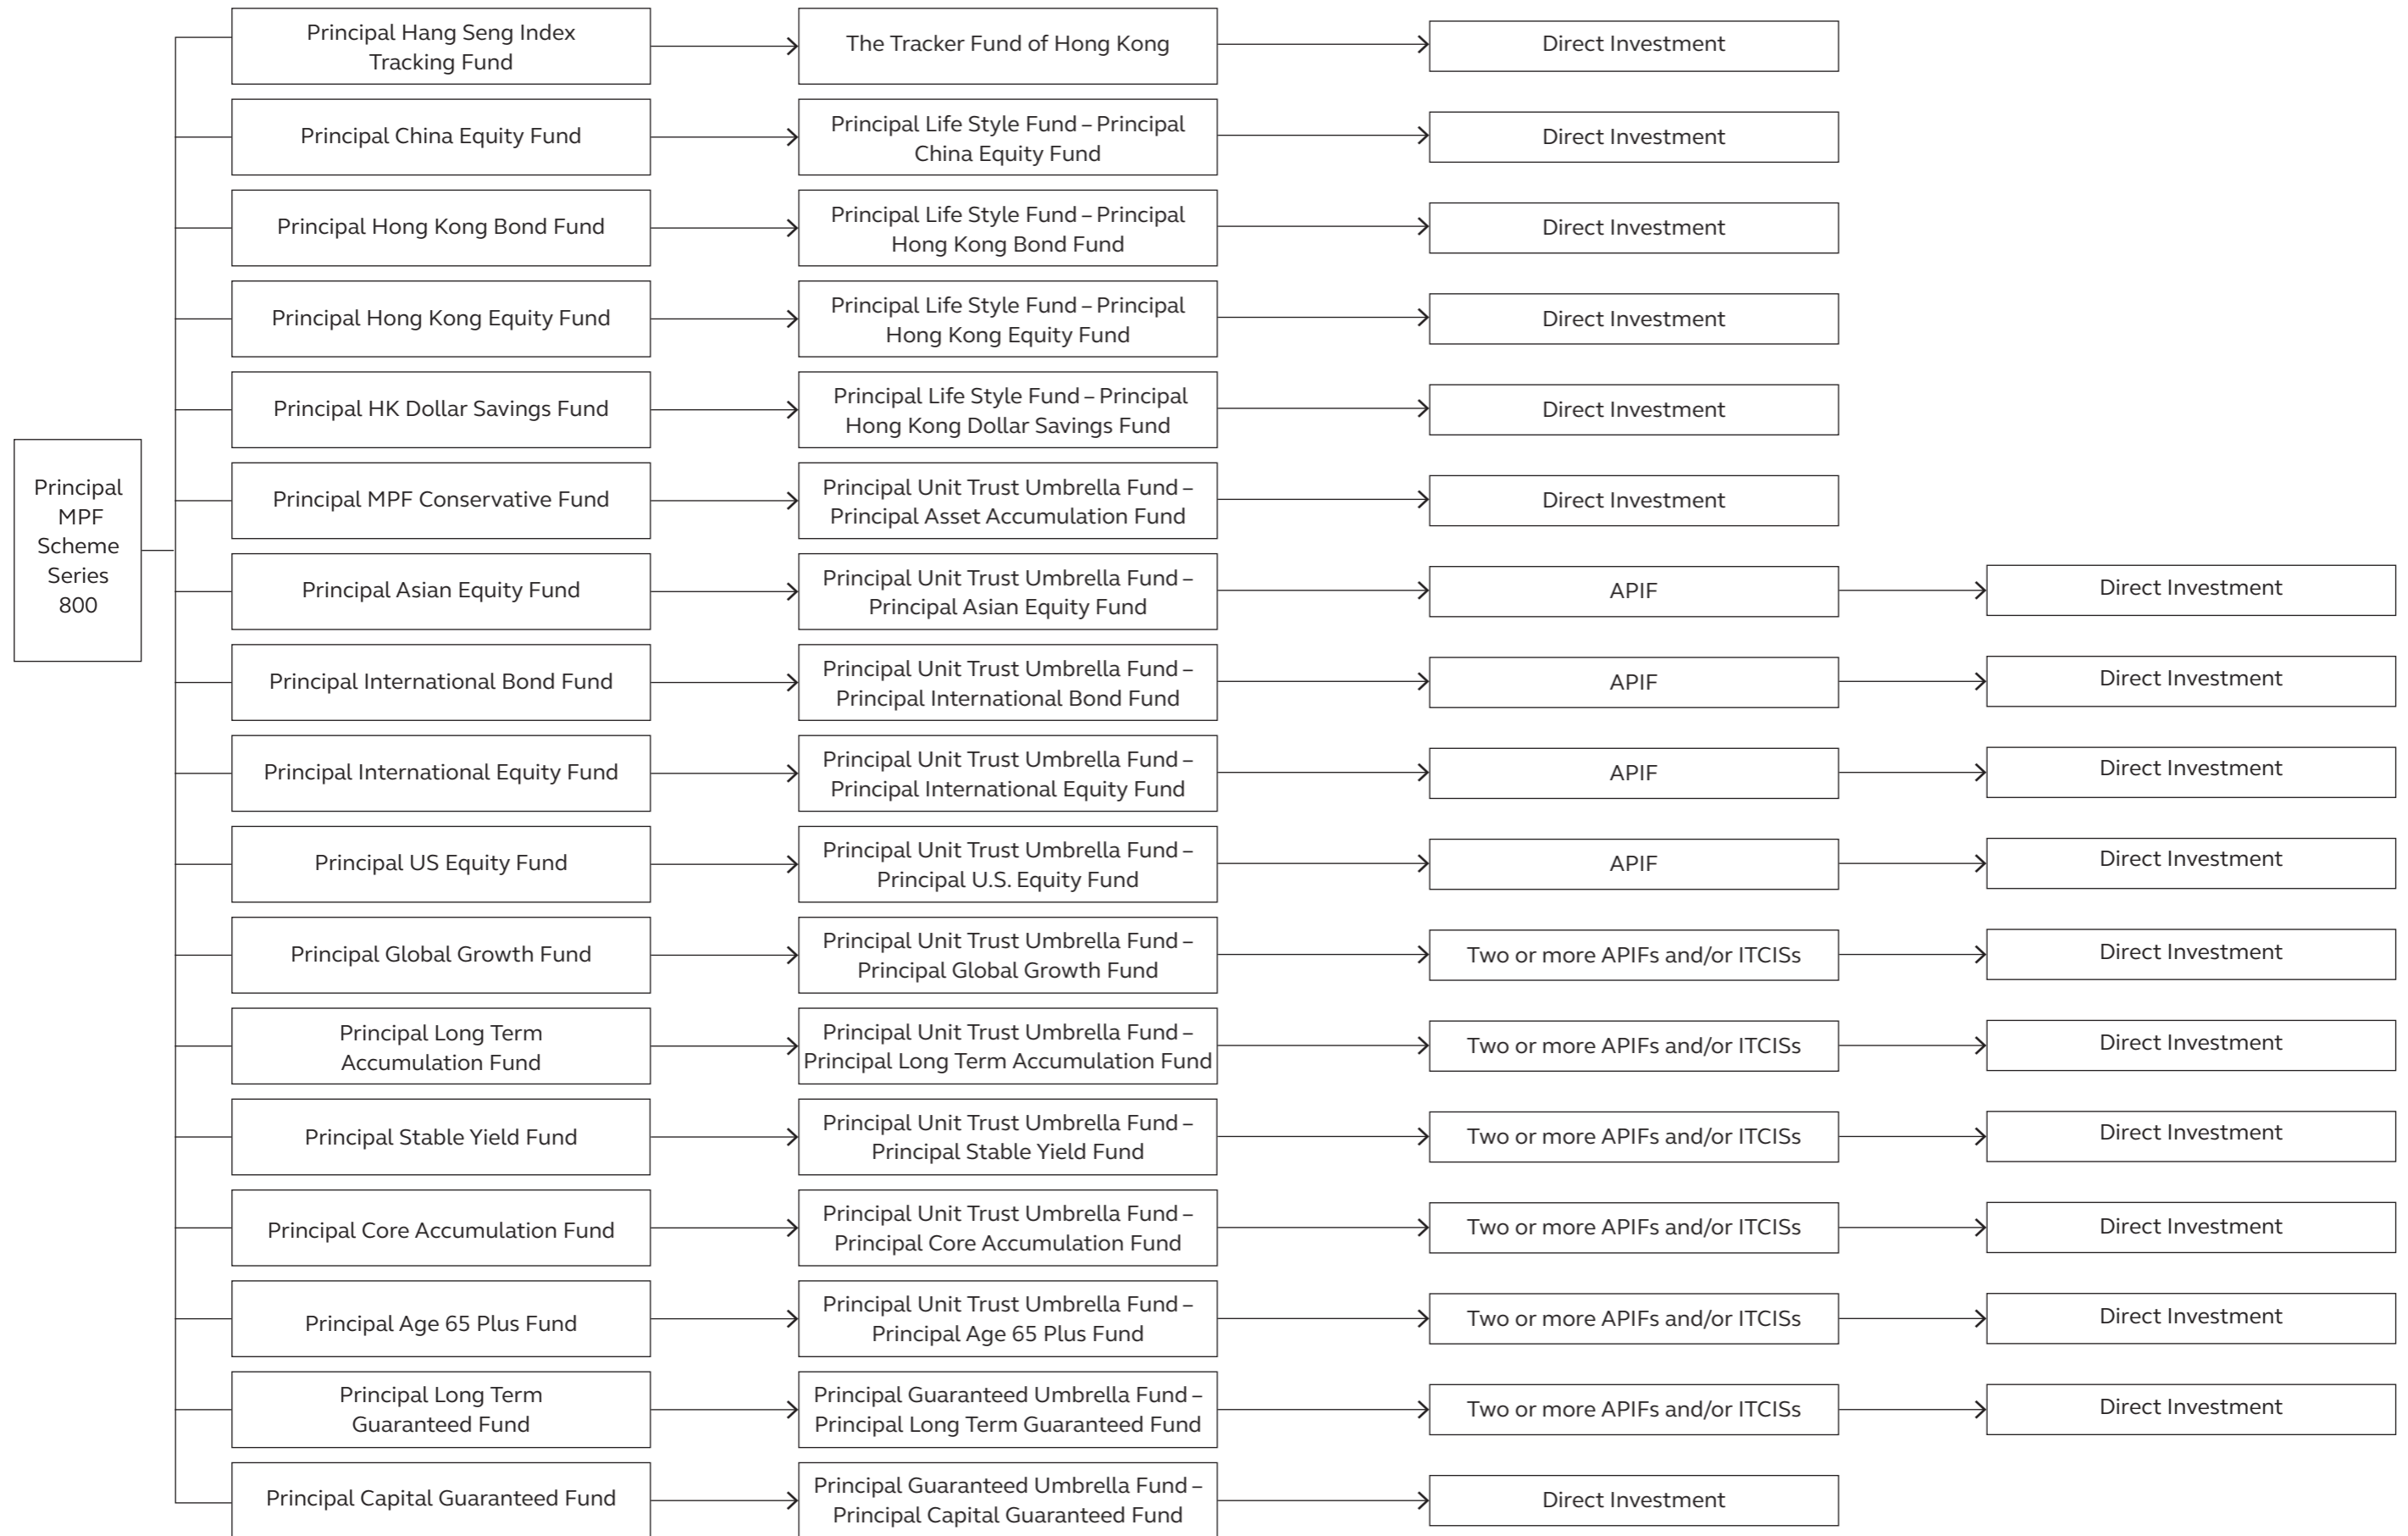 Principal Hang Seng Index
Tracking Fund
The Tracker Fund of Hong Kong
Direct Investment
Principal China Equity Fund
Principal Life Style Fund – Principal
China Equity Fund
Direct Investment
Principal Hong Kong Bond Fund
Principal Life Style Fund – Principal
Hong Kong Bond Fund
Direct Investment
Principal Hong Kong Equity Fund
Principal Life Style Fund – Principal
Hong Kong Equity Fund
Direct Investment
Principal HK Dollar Savings Fund
Principal Life Style Fund – Principal
Hong Kong Dollar Savings Fund
Direct Investment
Principal
MPF
Scheme
Series
800
Principal MPF Conservative Fund
Principal Unit Trust Umbrella Fund –
Principal Asset Accumulation Fund
Direct Investment
Principal Asian Equity Fund
Principal Unit Trust Umbrella Fund –
Principal Asian Equity Fund
APIF
Direct Investment
Principal International Bond Fund
Principal Unit Trust Umbrella Fund –
Principal International Bond Fund
APIF
Direct Investment
Principal International Equity Fund
Principal Unit Trust Umbrella Fund –
Principal International Equity Fund
APIF
Direct Investment
Principal US Equity Fund
Principal Unit Trust Umbrella Fund –
Principal U.S. Equity Fund
APIF
Direct Investment
Principal Global Growth Fund
Principal Unit Trust Umbrella Fund –
Principal Global Growth Fund
Two or more APIFs and/or ITCISs
Direct Investment
Principal Long Term
Accumulation Fund
Principal Unit Trust Umbrella Fund –
Principal Long Term Accumulation Fund
Two or more APIFs and/or ITCISs
Direct Investment
Principal Stable Yield Fund
Principal Unit Trust Umbrella Fund –
Principal Stable Yield Fund
Two or more APIFs and/or ITCISs
Direct Investment
Principal Core Accumulation Fund
Principal Unit Trust Umbrella Fund –
Principal Core Accumulation Fund
Two or more APIFs and/or ITCISs
Direct Investment
Principal Age 65 Plus Fund
Principal Unit Trust Umbrella Fund –
Principal Age 65 Plus Fund
Two or more APIFs and/or ITCISs
Direct Investment
Principal Long Term
Guaranteed Fund
Principal Guaranteed Umbrella Fund –
Principal Long Term Guaranteed Fund
Two or more APIFs and/or ITCISs
Direct Investment
Principal Capital Guaranteed Fund
Principal Guaranteed Umbrella Fund –
Principal Capital Guaranteed Fund
Direct Investment